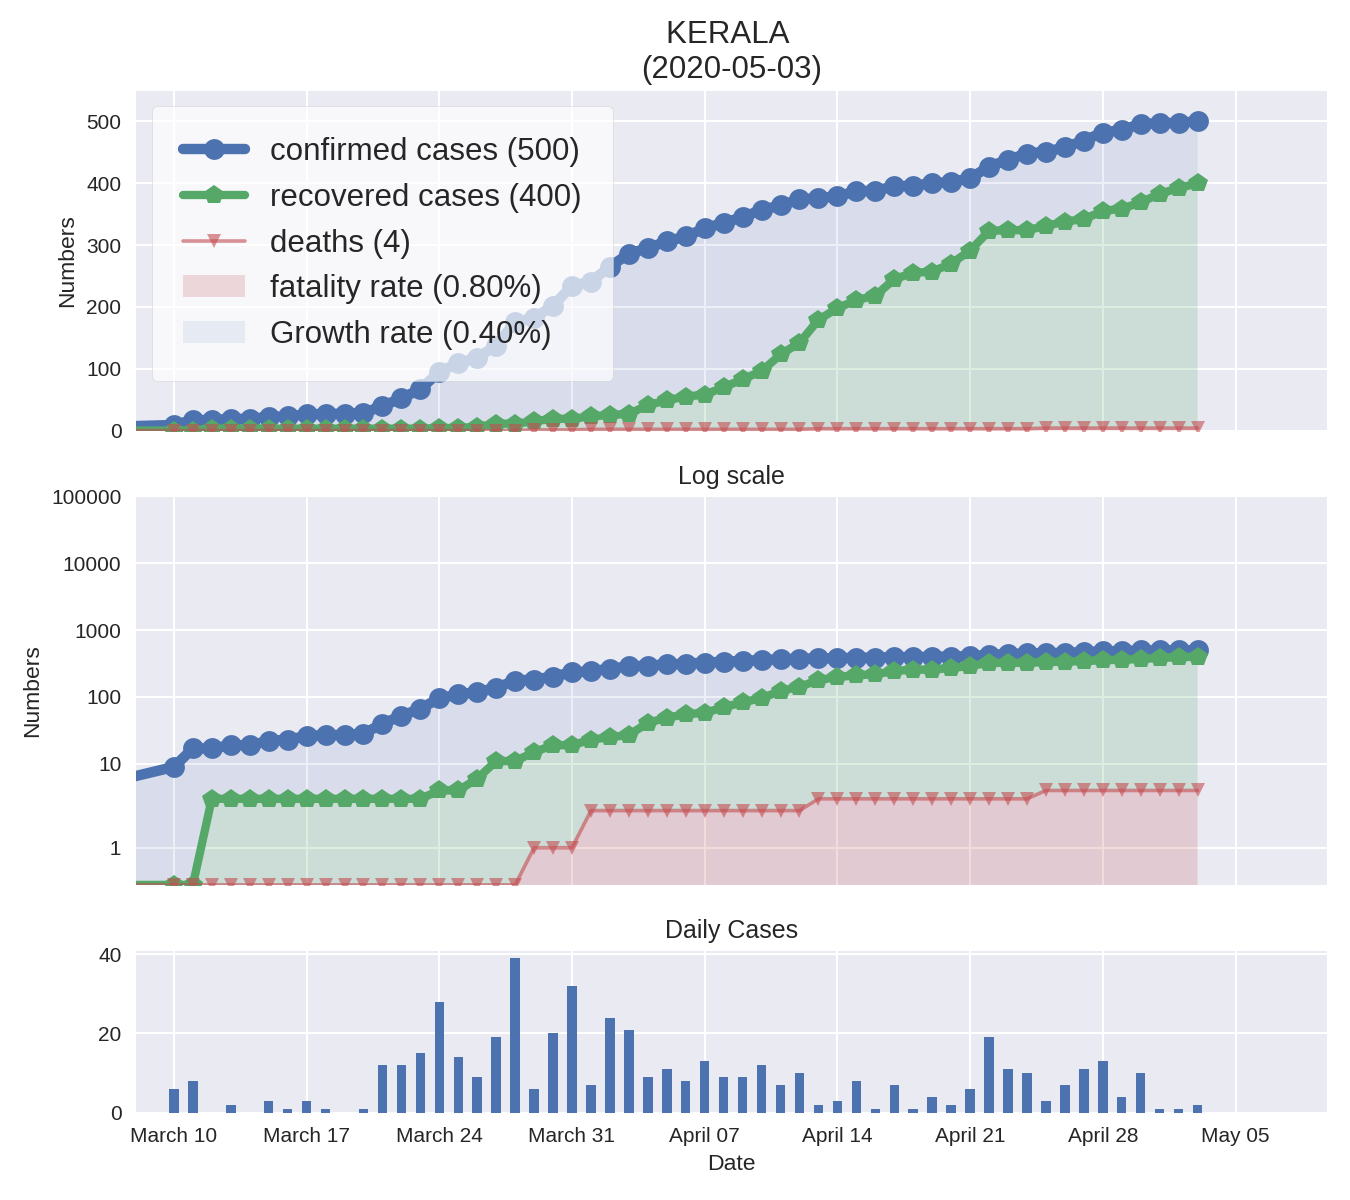 KERALA
(2020-05-03)
Numbers
500
400
300
200
100
0
confirmed cases (500)
recovered cases (400)
deaths (4)
fatality rate (0.80%)
Growth rate (0.40%)
Log scale
Numbers
100000
10000
1000
100
10
1
Daily Cases
40
20
0
March 10 March 17 March 24 March 31 April 07 April 14 April 21 April 28 May 05
Date